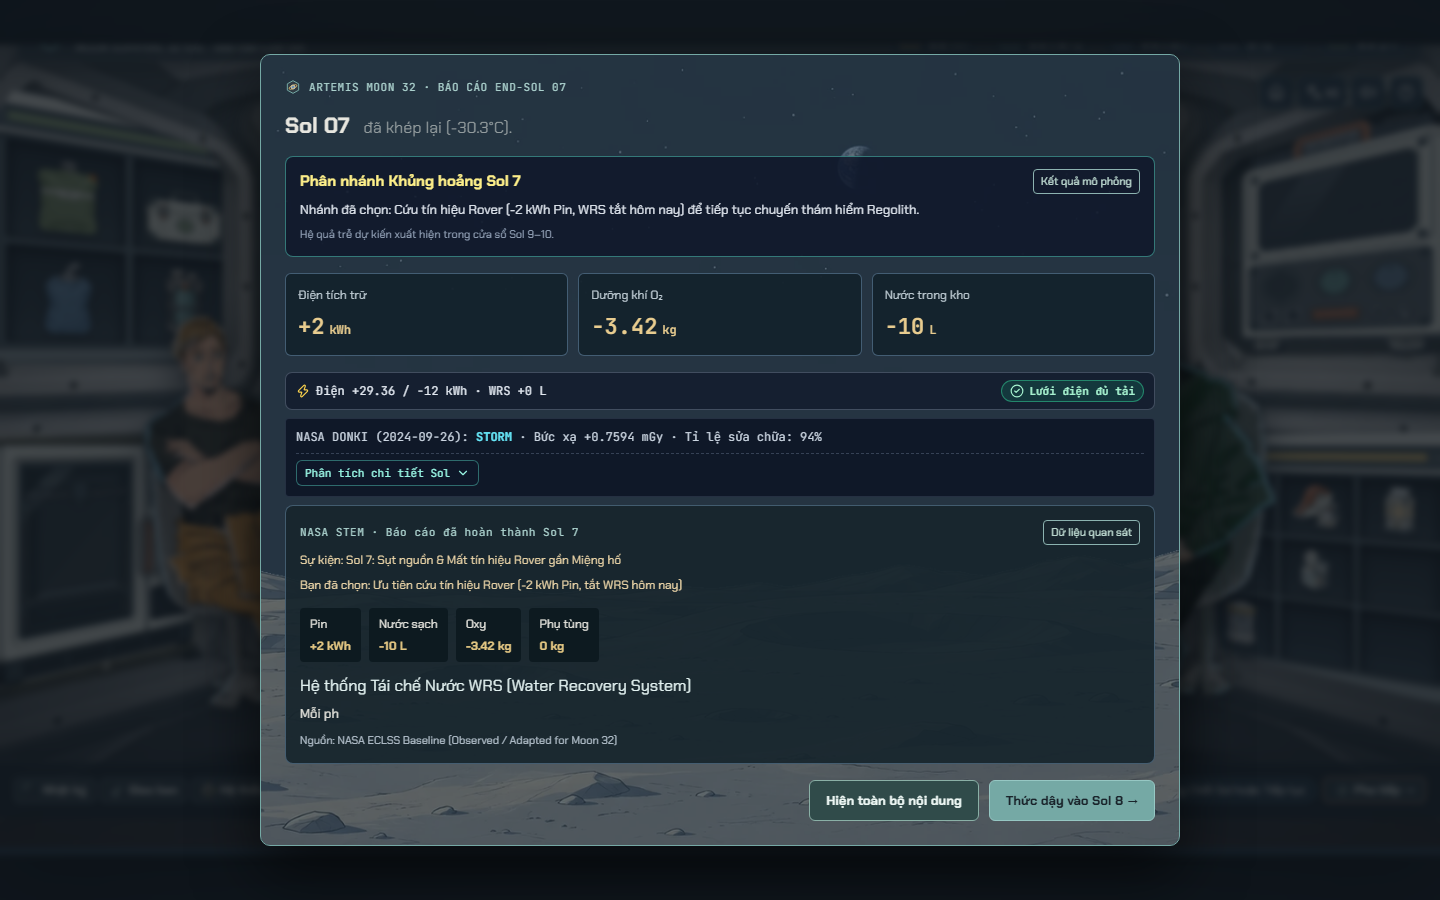 ARTEMIS MOON 32 · BÁO CÁO END-SOL 07
Sol 07 đã khép lại (-30.3°C).
Phân nhánh Khủng hoảng Sol 7
Kết quả mô phỏng
Nhánh đã chọn: Cứu tín hiệu Rover (-2 kWh Pin, WRS tắt hôm nay) để tiếp tục chuyến thám hiểm Regolith.
Hệ quả trễ dự kiến xuất hiện trong cửa sổ Sol 9–10.
Điện tích trữ
+2 kWh
Dưỡng khí O₂
-3.42 kg
Nước trong kho
-10 L
Điện +29.36 / -12 kWh · WRS +0 L
Lưới điện đủ tải
NASA DONKI (2024-09-26): STORM · Bức xạ +0.7594 mGy · Tỉ lệ sửa chữa: 94%
Phân tích chi tiết Sol
NASA STEM · Báo cáo đã hoàn thành Sol 7
Dữ liệu quan sát
Sự kiện: Sol 7: Sụt nguồn & Mất tín hiệu Rover gần Miệng hố
Bạn đã chọn: Ưu tiên cứu tín hiệu Rover (-2 kWh Pin, tắt WRS hôm nay)
Pin
+2 kWh
Nước sạch
-10 L
Oxy
-3.42 kg
Phụ tùng
0 kg
Hệ thống Tái chế Nước WRS (Water Recovery System)
Mỗi ph
Nguồn: NASA ECLSS Baseline (Observed / Adapted for Moon 32)
Hiện toàn bộ nội dung
Thức dậy vào Sol 8 →